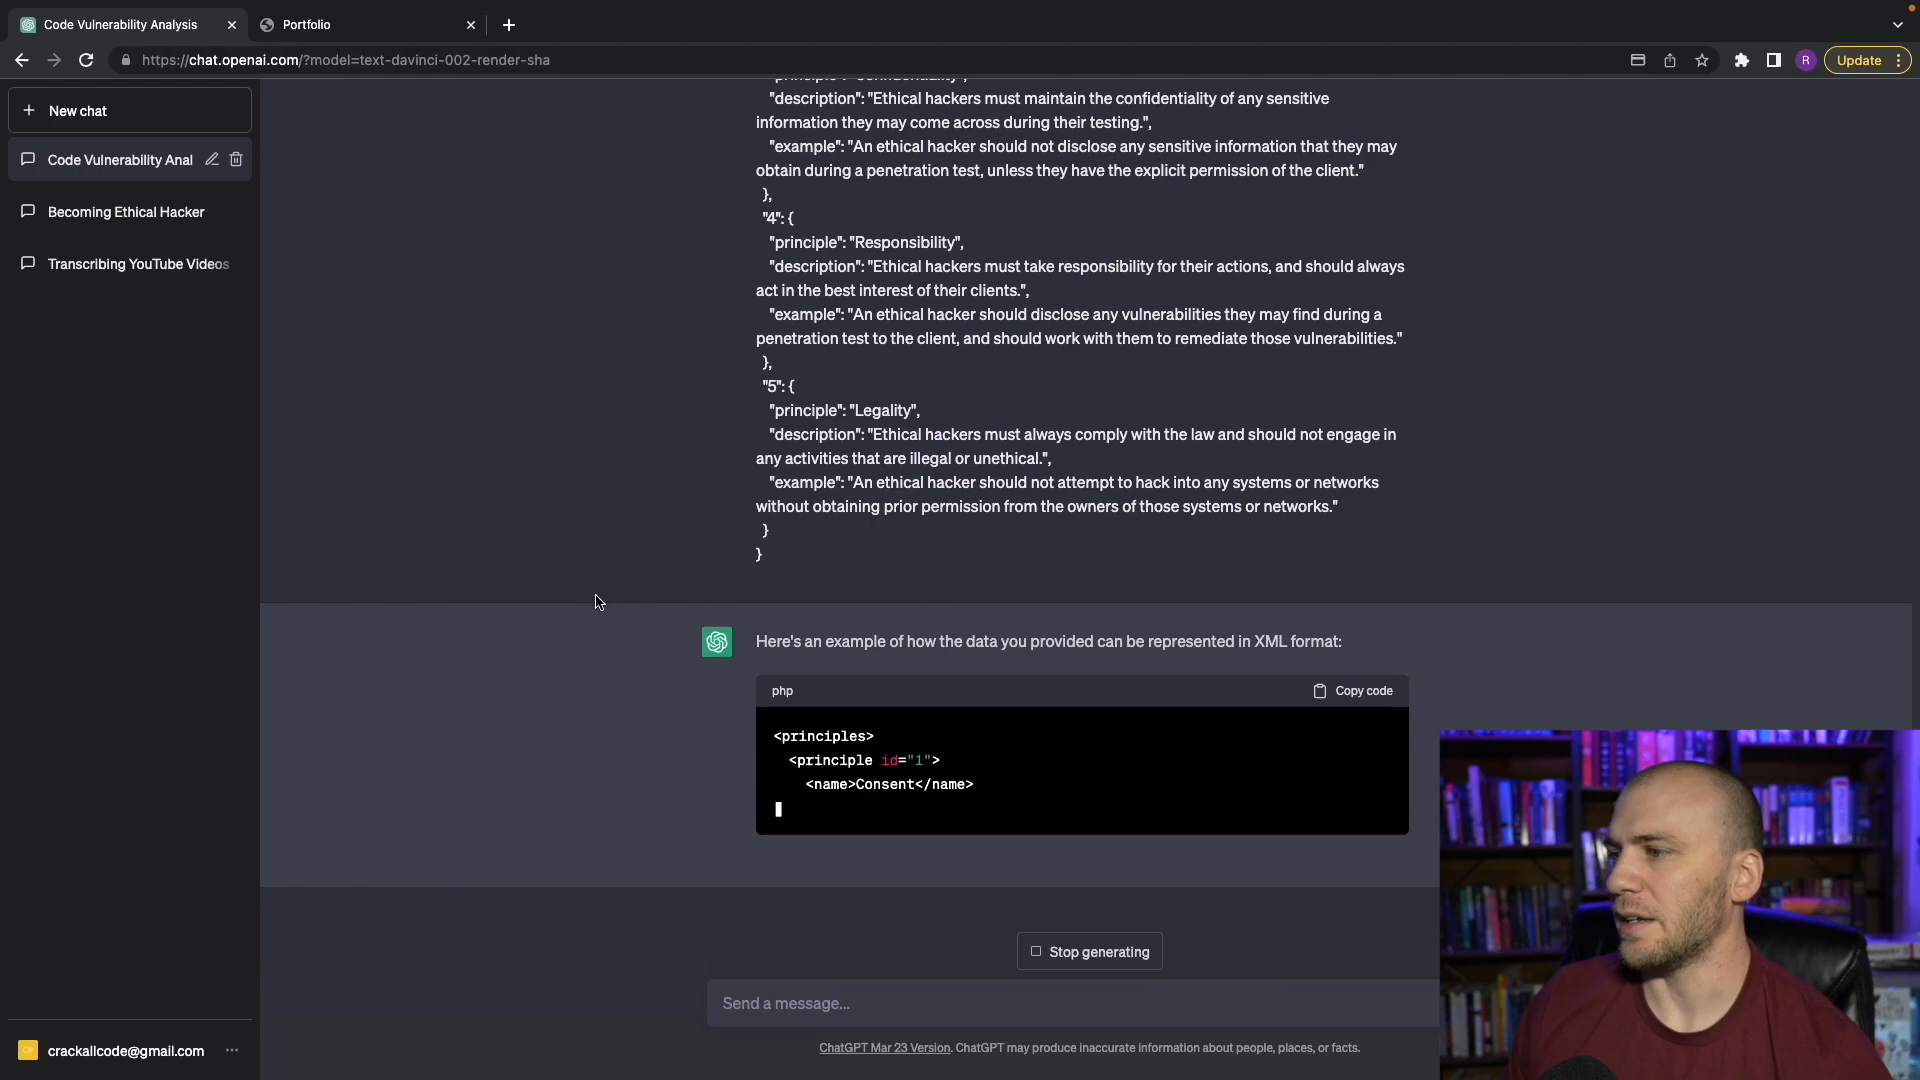 Code Vulnerability Analysis
Portfolio
https://chat.openai.com/?model=text-davinci-002-render-sha
R
Update
New chat
Code Vulnerability Anal
Becoming Ethical Hacker
Transcribing YouTube Videos
"principle": "Confidentiality",
"description": "Ethical hackers must maintain the confidentiality of any sensitive
information they may come across during their testing.",
"example": "An ethical hacker should not disclose any sensitive information that they may
obtain during a penetration test, unless they have the explicit permission of the client."
},
"4": {
"principle": "Responsibility",
"description": "Ethical hackers must take responsibility for their actions, and should always
act in the best interest of their clients.",
"example": "An ethical hacker should disclose any vulnerabilities they may find during a
penetration test to the client, and should work with them to remediate those vulnerabilities."
},
"5": {
"principle": "Legality",
"description": "Ethical hackers must always comply with the law and should not engage in
any activities that are illegal or unethical.",
"example": "An ethical hacker should not attempt to hack into any systems or networks
without obtaining prior permission from the owners of those systems or networks."
}
}
Here's an example of how the data you provided can be represented in XML format:
php
Copy code
<principles>
<principle id="1">
<name>Consent</name>
Stop generating
Send a message...
ChatGPT Mar 23 Version. ChatGPT may produce inaccurate information about people, places, or facts.
crackallcode@gmail.com